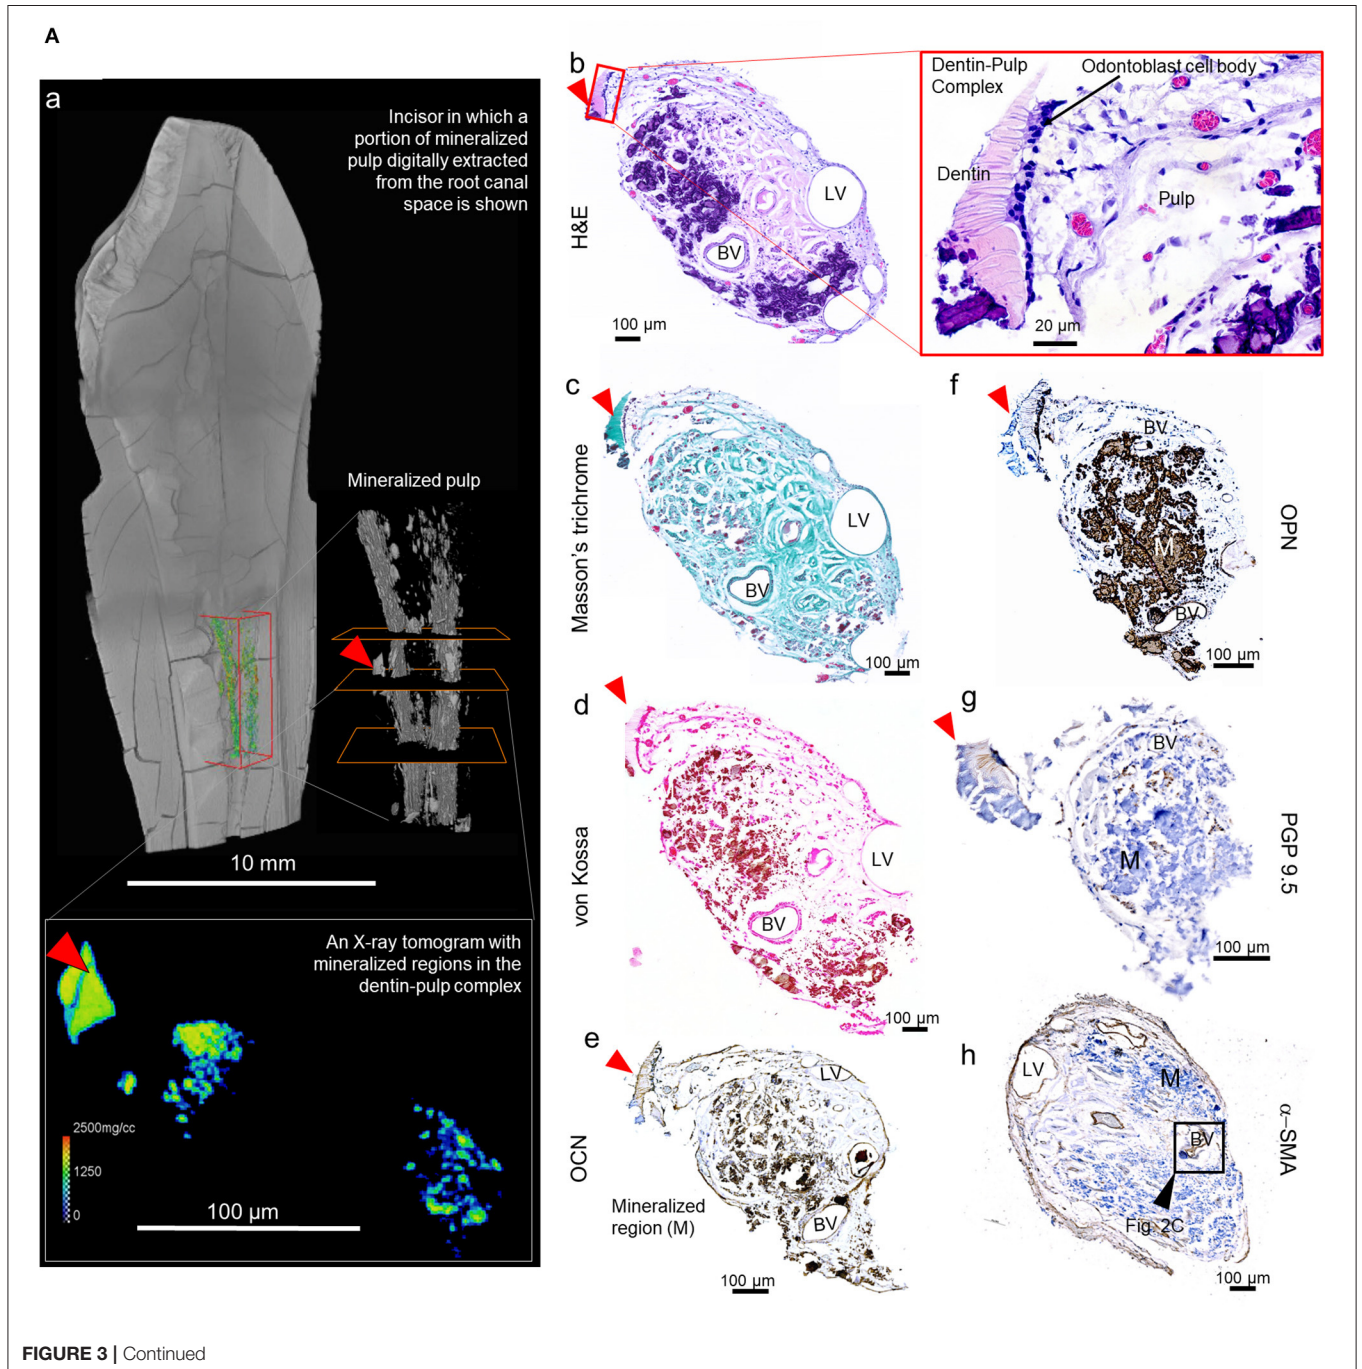 A
a
Incisor in which a
portion of mineralized
pulp digitally extracted
from the root canal
space is shown
Mineralized pulp
10 mm
An X-ray tomogram with
mineralized regions in the
dentin-pulp complex
2500mg/cc
1250
0
100 µm
b
H&E
LV
BV
100 µm
Dentin-Pulp
Complex
Odontoblast cell body
Dentin
Pulp
20 µm
c
Masson's trichrome
LV
BV
100 µm
d
von Kossa
LV
BV
100 µm
e
OCN
LV
Mineralized
region (M)
BV
100 µm
f
BV
M
BV
OPN
100 µm
g
BV
M
PGP 9.5
100 µm
h
LV
M
BV
α–SMA
Fig. 2C
100 µm
FIGURE 3 | Continued